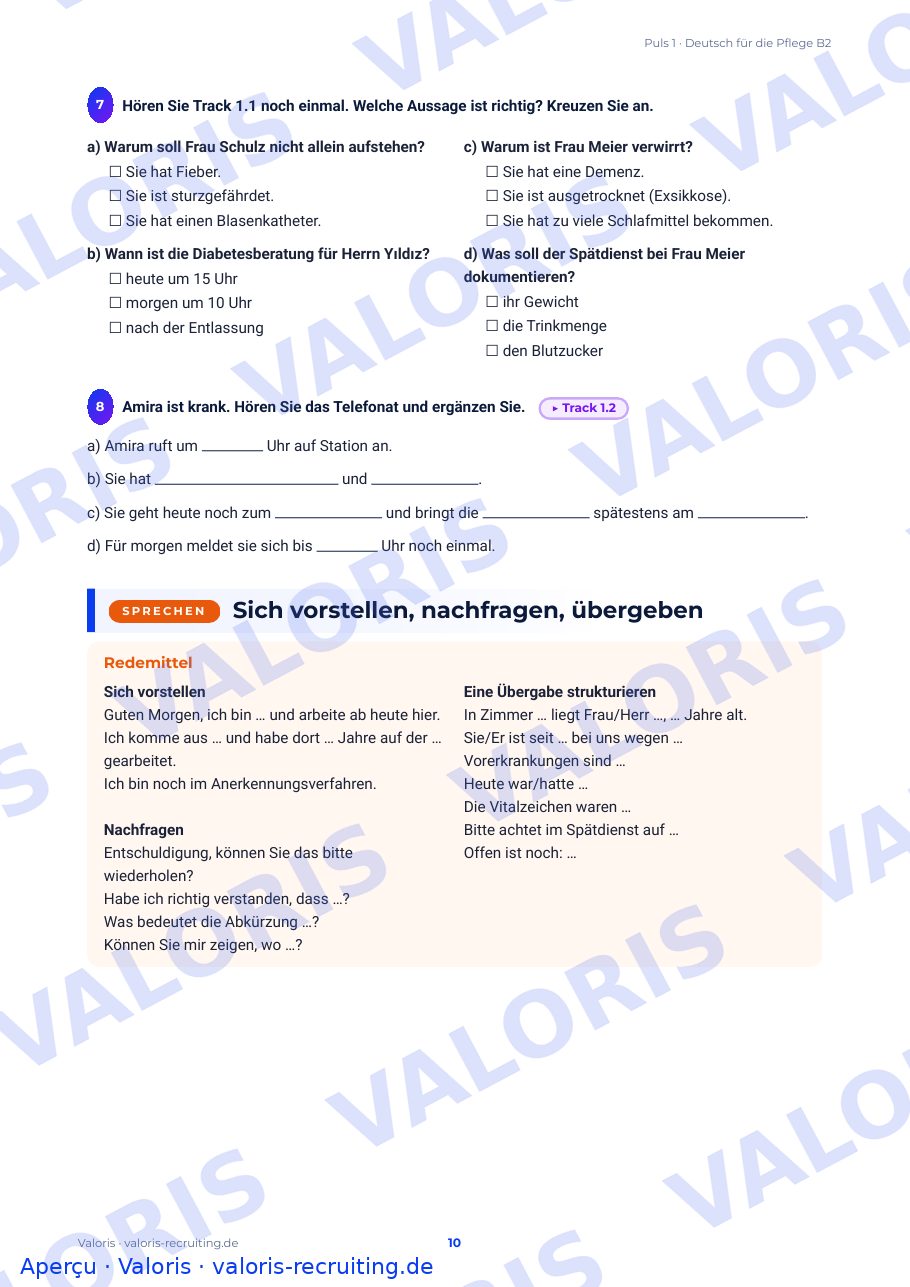 Puls 1 · Deutsch für die Pflege B2
7 Hören Sie Track 1.1 noch einmal. Welche Aussage ist richtig? Kreuzen Sie an.
a) Warum soll Frau Schulz nicht allein aufstehen?
☐ Sie hat Fieber.
☐ Sie ist sturzgefährdet.
☐ Sie hat einen Blasenkatheter.
b) Wann ist die Diabetesberatung für Herrn Yıldız?
☐ heute um 15 Uhr
☐ morgen um 10 Uhr
☐ nach der Entlassung
c) Warum ist Frau Meier verwirrt?
☐ Sie hat eine Demenz.
☐ Sie ist ausgetrocknet (Exsikkose).
☐ Sie hat zu viele Schlafmittel bekommen.
d) Was soll der Spätdienst bei Frau Meier
dokumentieren?
☐ ihr Gewicht
☐ die Trinkmenge
☐ den Blutzucker
8 Amira ist krank. Hören Sie das Telefonat und ergänzen Sie. ▸ Track 1.2
a) Amira ruft um ________ Uhr auf Station an.
b) Sie hat ________________________ und ______________.
c) Sie geht heute noch zum ______________ und bringt die ______________ spätestens am ______________.
d) Für morgen meldet sie sich bis ________ Uhr noch einmal.
SPRECHEN Sich vorstellen, nachfragen, übergeben
Redemittel
Sich vorstellen
Guten Morgen, ich bin … und arbeite ab heute hier.
Ich komme aus … und habe dort … Jahre auf der …
gearbeitet.
Ich bin noch im Anerkennungsverfahren.
Nachfragen
Entschuldigung, können Sie das bitte
wiederholen?
Habe ich richtig verstanden, dass …?
Was bedeutet die Abkürzung …?
Können Sie mir zeigen, wo …?
Eine Übergabe strukturieren
In Zimmer … liegt Frau/Herr …, … Jahre alt.
Sie/Er ist seit … bei uns wegen …
Vorerkrankungen sind …
Heute war/hatte …
Die Vitalzeichen waren …
Bitte achtet im Spätdienst auf …
Offen ist noch: …
Valoris · valoris-recruiting.de
10
Aperçu · Valoris · valoris-recruiting.de
VALORIS